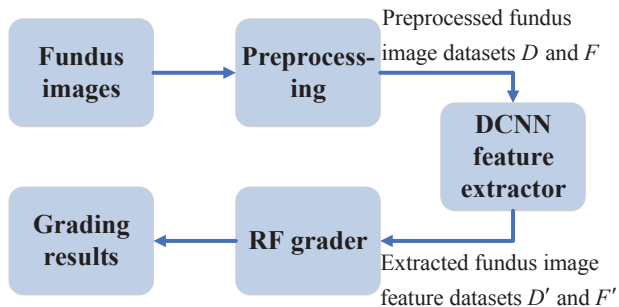 Fundus
images
Preprocess-
ing
Preprocessed fundus
image datasets D and F
DCNN
feature
extractor
Extracted fundus image
feature datasets D′ and F′
RF grader
Grading
results